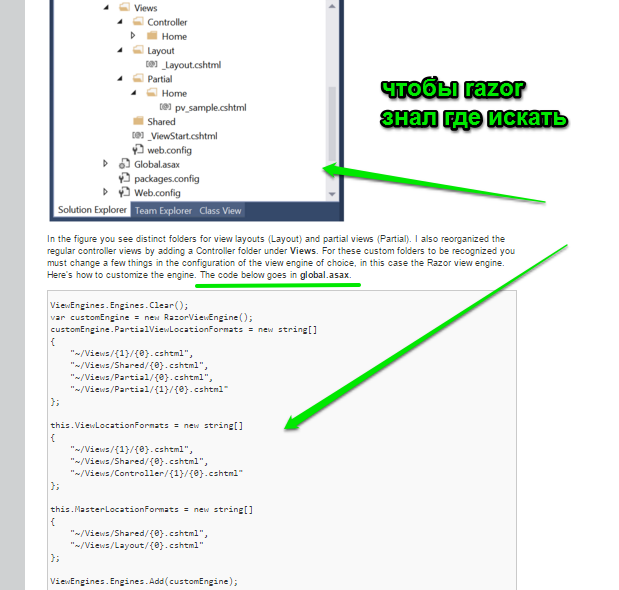 Views
Controller
Home
Layout
_Layout.cshtml
Partial
Home
pv_sample.cshtml
Shared
_ViewStart.cshtml
web.config
Global.asax
packages.config
Web.config
Solution Explorer Team Explorer Class View
чтобы razor
знал где искать
In the figure you see distinct folders for view layouts (Layout) and partial views (Partial). I also reorganized the
regular controller views by adding a Controller folder under Views. For these custom folders to be recognized you
must change a few things in the configuration of the view engine of choice, in this case the Razor view engine.
Here's how to customize the engine. The code below goes in global.asax.
ViewEngines.Engines.Clear();
var customEngine = new RazorViewEngine();
customEngine.PartialViewLocationFormats = new string[]
{
"~/Views/{1}/{0}.cshtml",
"~/Views/Shared/{0}.cshtml",
"~/Views/Partial/{0}.cshtml",
"~/Views/Partial/{1}/{0}.cshtml"
};
this.ViewLocationFormats = new string[]
{
"~/Views/{1}/{0}.cshtml",
"~/Views/Shared/{0}.cshtml",
"~/Views/Controller/{1}/{0}.cshtml"
};
this.MasterLocationFormats = new string[]
{
"~/Views/Shared/{0}.cshtml",
"~/Views/Layout/{0}.cshtml"
};
ViewEngines.Engines.Add(customEngine);